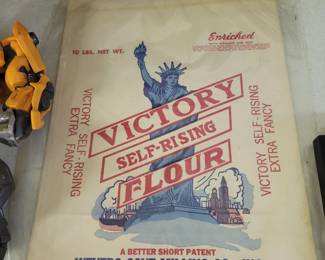 Enriched
10 LBS. NET WT.
VICTORY
SELF-RISING
FLOUR
VICTORY SELF-RISING
EXTRA FANCY
VICTORY SELF-RISING
EXTRA FANCY
A BETTER SHORT PATENT